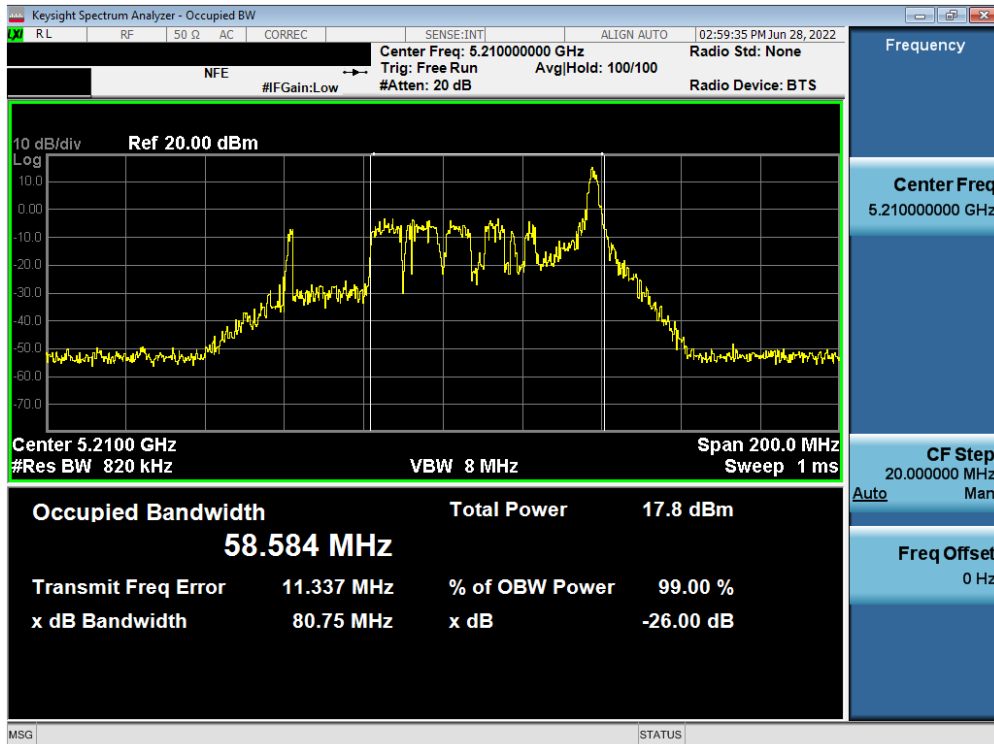 Keysight Spectrum Analyzer - Occupied BW
LXI RL RF 50 Ω AC CORREC SENSE:INT ALIGN AUTO 02:59:35 PM Jun 28, 2022
Center Freq: 5.210000000 GHz Radio Std: None
NFE Trig: Free Run Avg|Hold: 100/100
#IFGain:Low #Atten: 20 dB Radio Device: BTS
10 dB/div Ref 20.00 dBm
Log
10.0
0.00
-10.0
-20.0
-30.0
-40.0
-50.0
-60.0
-70.0
Center 5.2100 GHz Span 200.0 MHz
#Res BW 820 kHz VBW 8 MHz Sweep 1 ms
Occupied Bandwidth Total Power 17.8 dBm
58.584 MHz
Transmit Freq Error 11.337 MHz % of OBW Power 99.00 %
x dB Bandwidth 80.75 MHz x dB -26.00 dB
Frequency
Center Freq
5.210000000 GHz
CF Step
20.000000 MHz
Auto Man
Freq Offset
0 Hz
MSG STATUS